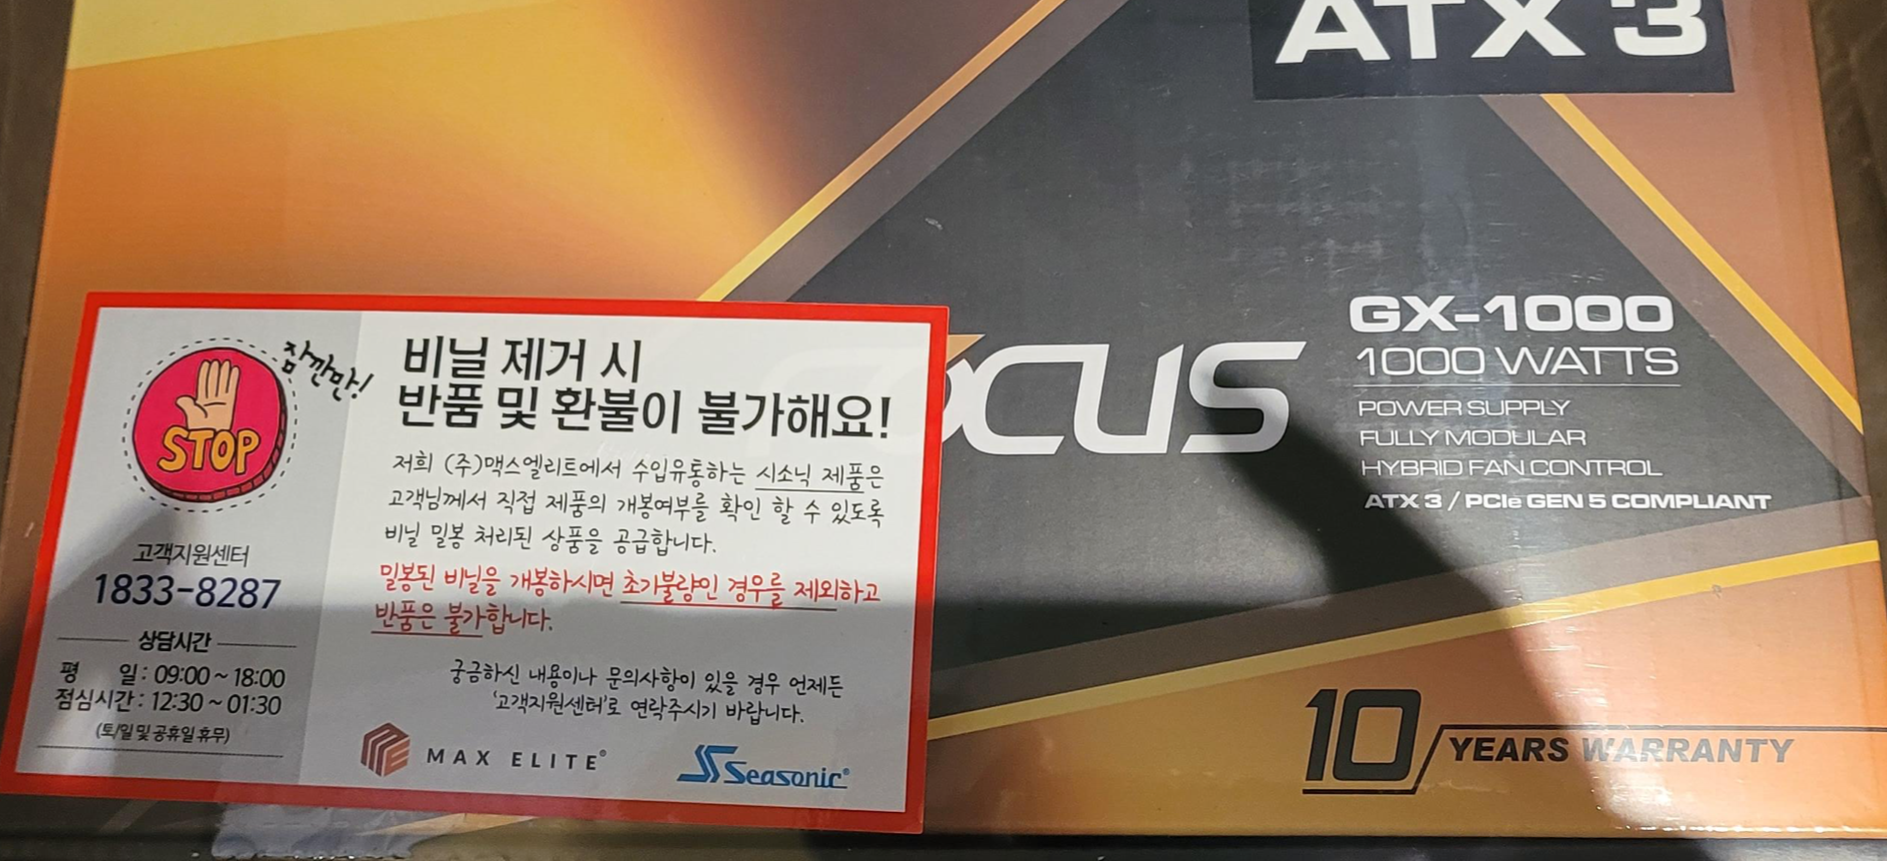 ATX 3
FOCUS
GX-1000
1000 WATTS
POWER SUPPLY
FULLY MODULAR
HYBRID FAN CONTROL
ATX 3 / PCIe GEN 5 COMPLIANT
10 YEARS WARRANTY
잠깐만!
STOP
고객지원센터
1833-8287
상담시간
평 일 : 09:00 ~ 18:00
점심시간 : 12:30 ~ 01:30
(토/일 및 공휴일 휴무)
비닐 제거 시
반품 및 환불이 불가해요!
저희 (주)맥스엘리트에서 수입유통하는 시소닉 제품은
고객님께서 직접 제품의 개봉여부를 확인 할 수 있도록
비닐 밀봉 처리된 상품을 공급합니다.
밀봉된 비닐을 개봉하시면 초기불량인 경우를 제외하고
반품은 불가합니다.
궁금하신 내용이나 문의사항이 있을 경우 언제든
'고객지원센터'로 연락주시기 바랍니다.
MAX ELITE®
Seasonic®